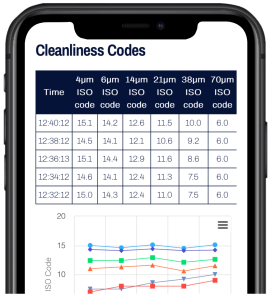 Cleanliness Codes
Time 4µm ISO code 6µm ISO code 14µm ISO code 21µm ISO code 38µm ISO code 70µm ISO code
12:40:12 15.1 14.2 12.6 11.5 10.0 6.0
12:38:12 14.5 14.1 12.1 10.6 9.2 6.0
12:36:13 15.1 14.4 12.9 11.6 8.6 6.0
12:34:12 14.6 14.1 12.4 11.3 7.5 6.0
12:32:12 15.0 14.3 12.4 11.0 7.5 6.0
20
15
10
ISO Code